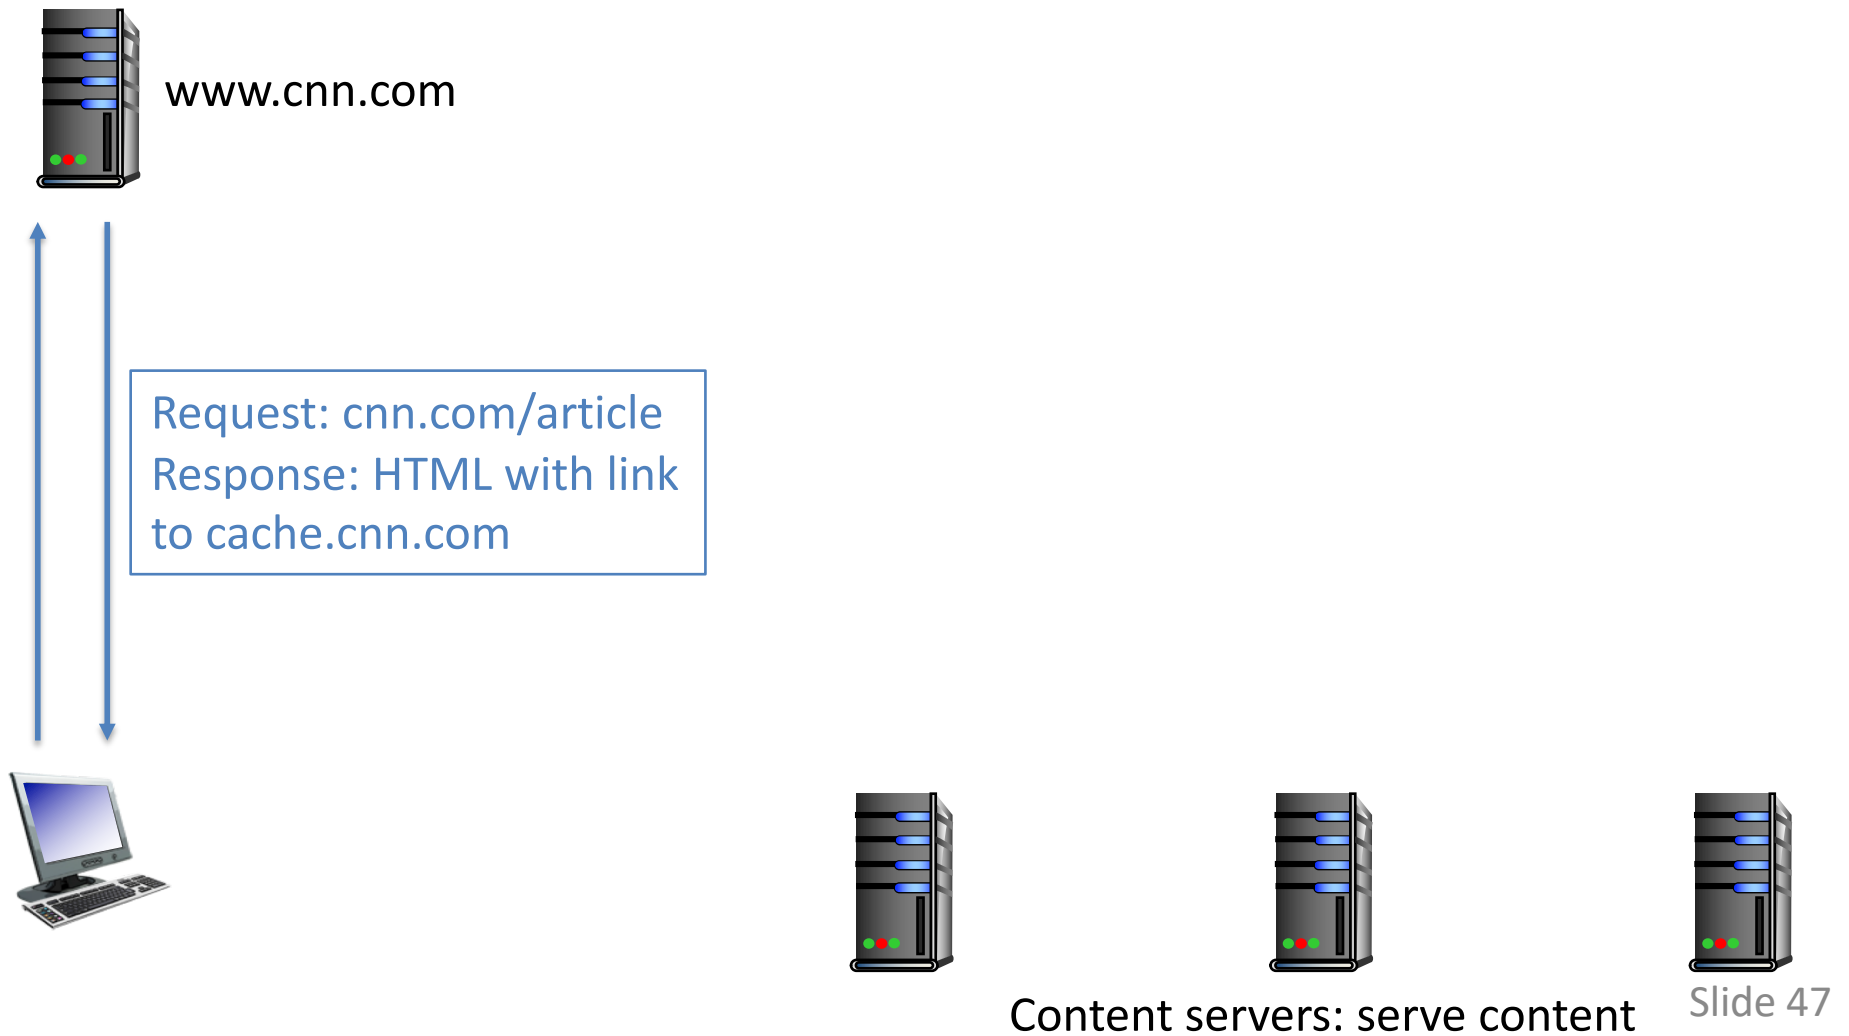 www.cnn.com
Request: cnn.com/article
Response: HTML with link
to cache.cnn.com
Content servers: serve content
Slide 47